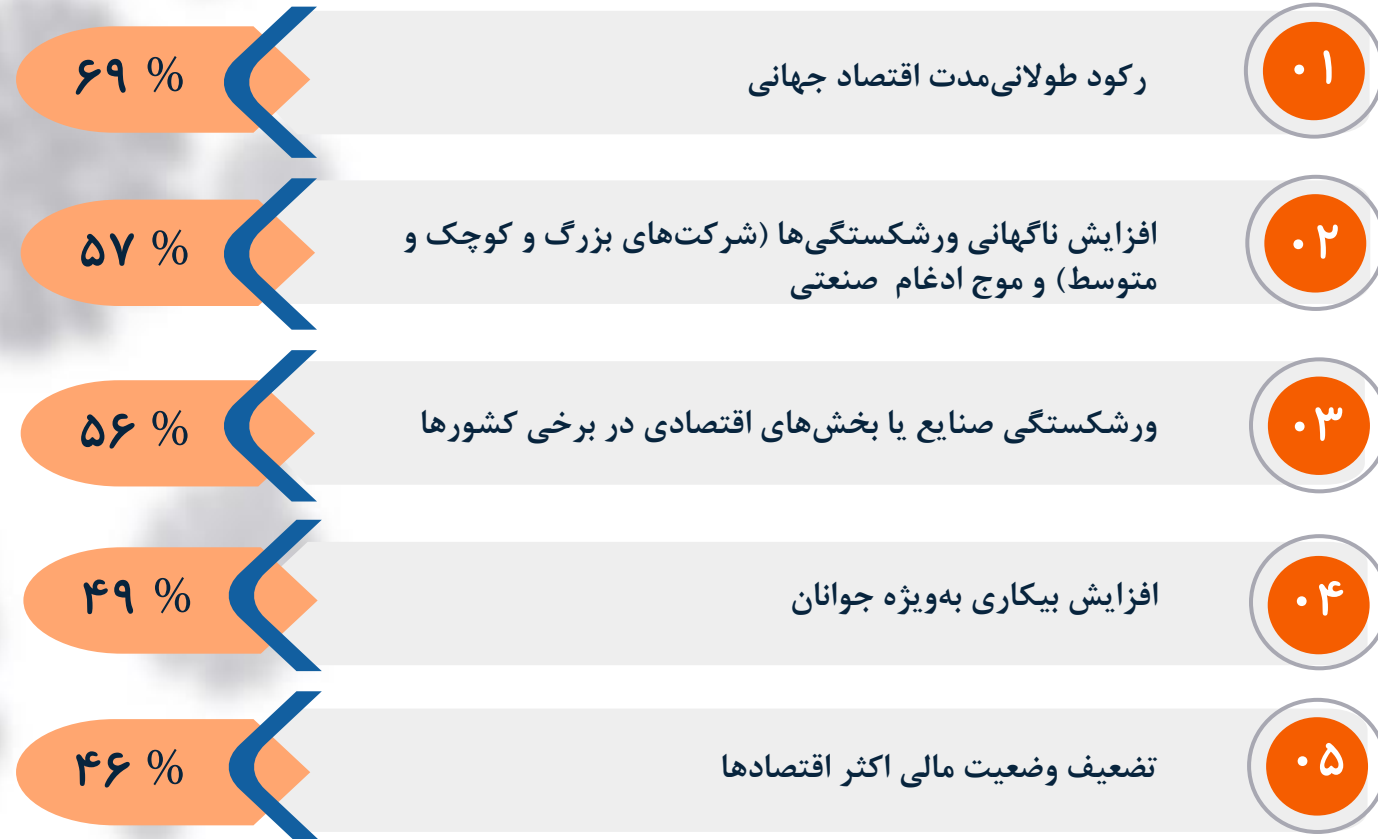 ۰۱
رکود طولانی‌مدت اقتصاد جهانی
۶۹ %
۰۲
افزایش ناگهانی ورشکستگی‌ها (شرکت‌های بزرگ و کوچک و
متوسط) و موج ادغام صنعتی
۵۷ %
۰۳
ورشکستگی صنایع یا بخش‌های اقتصادی در برخی کشورها
۵۶ %
۰۴
افزایش بیکاری به‌ویژه جوانان
۴۹ %
۰۵
تضعیف وضعیت مالی اکثر اقتصادها
۴۶ %